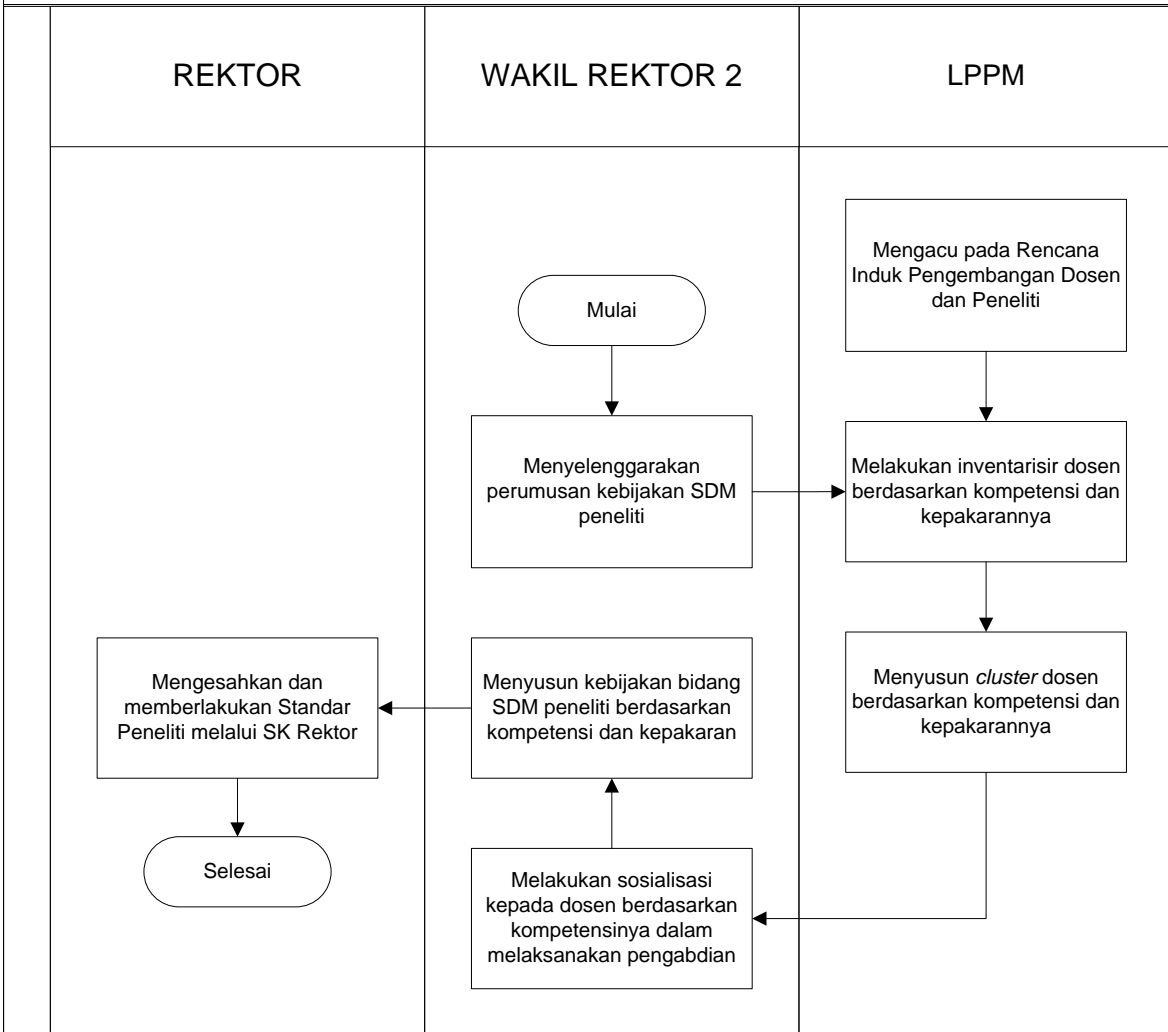 REKTOR
WAKIL REKTOR 2
LPPM
Mengacu pada Rencana
Induk Pengembangan Dosen
dan Peneliti
Mulai
Menyelenggarakan
perumusan kebijakan SDM
peneliti
Melakukan inventarisir dosen
berdasarkan kompetensi dan
kepakarannya
Mengesahkan dan
memberlakukan Standar
Peneliti melalui SK Rektor
Menyusun kebijakan bidang
SDM peneliti berdasarkan
kompetensi dan kepakaran
Menyusun cluster dosen
berdasarkan kompetensi dan
kepakarannya
Selesai
Melakukan sosialisasi
kepada dosen berdasarkan
kompetensinya dalam
melaksanakan pengabdian